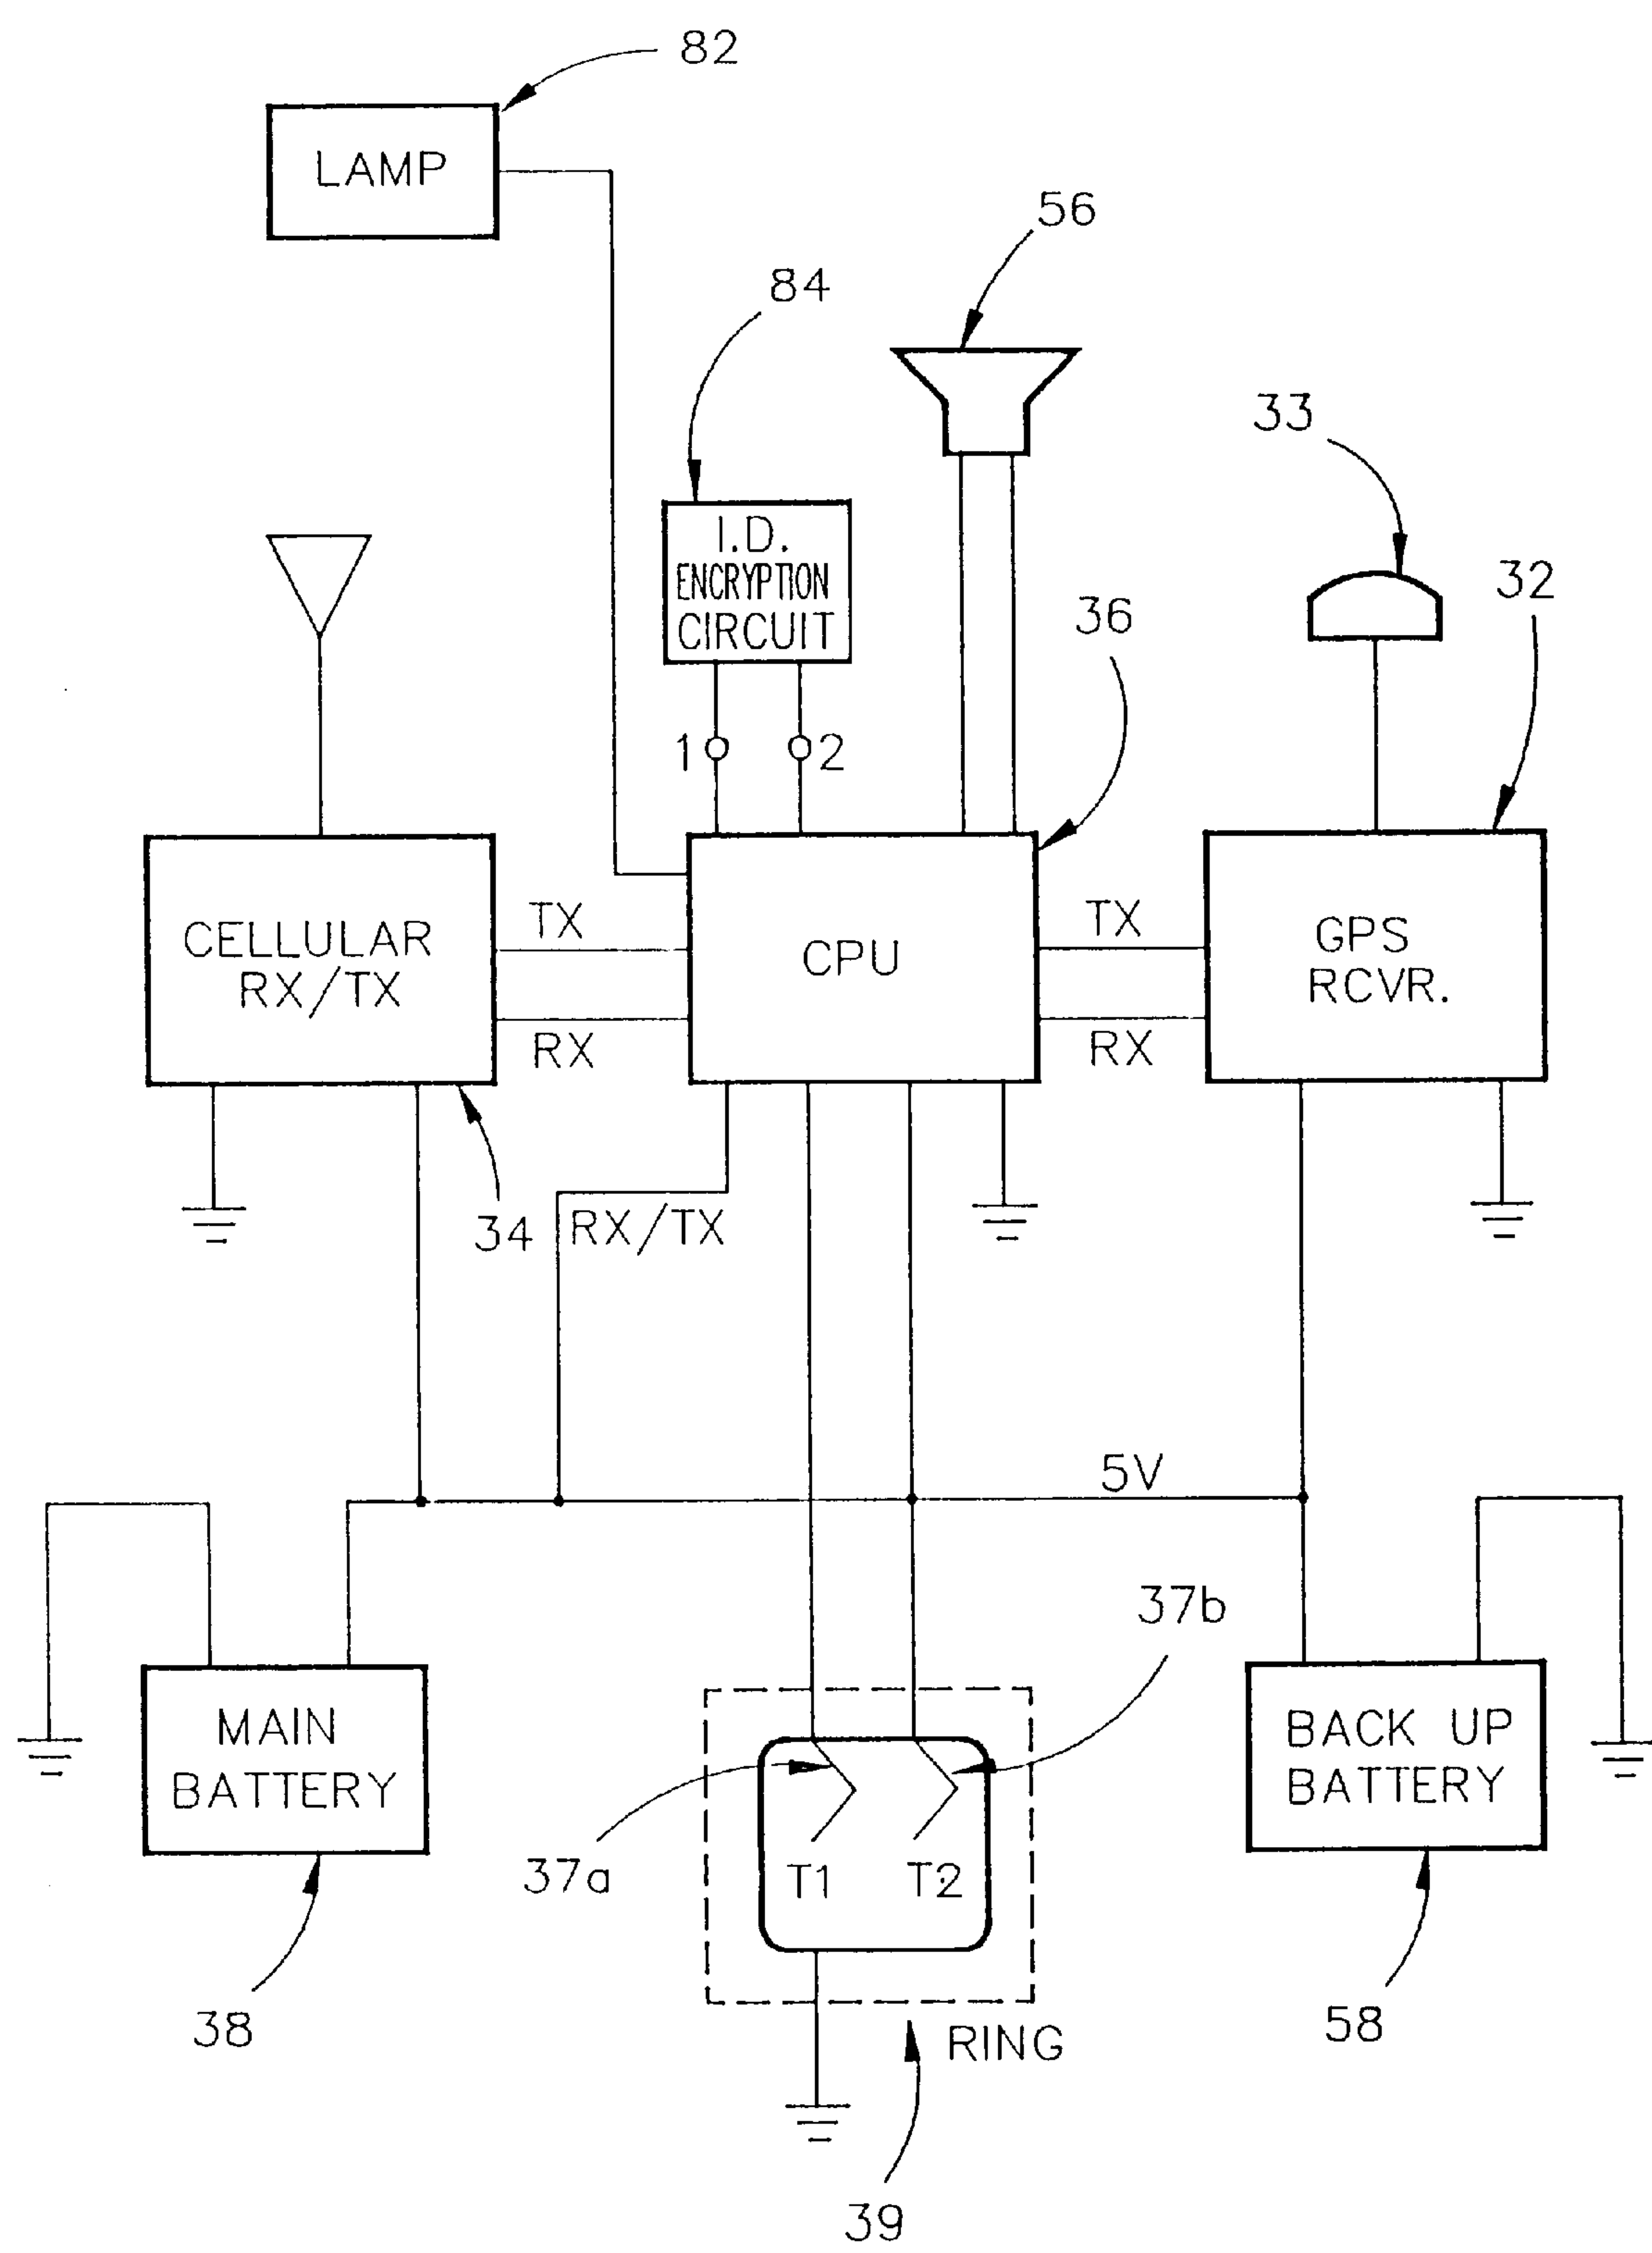 82
LAMP
56
84
33
I.D.
ENCRYPTION
CIRCUIT
32
36
1
2
CELLULAR
RX/TX
TX
RX
CPU
TX
RX
GPS
RCVR.
34
RX/TX
5V
37b
MAIN
BATTERY
BACK UP
BATTERY
37a
T1
T2
38
RING
58
39